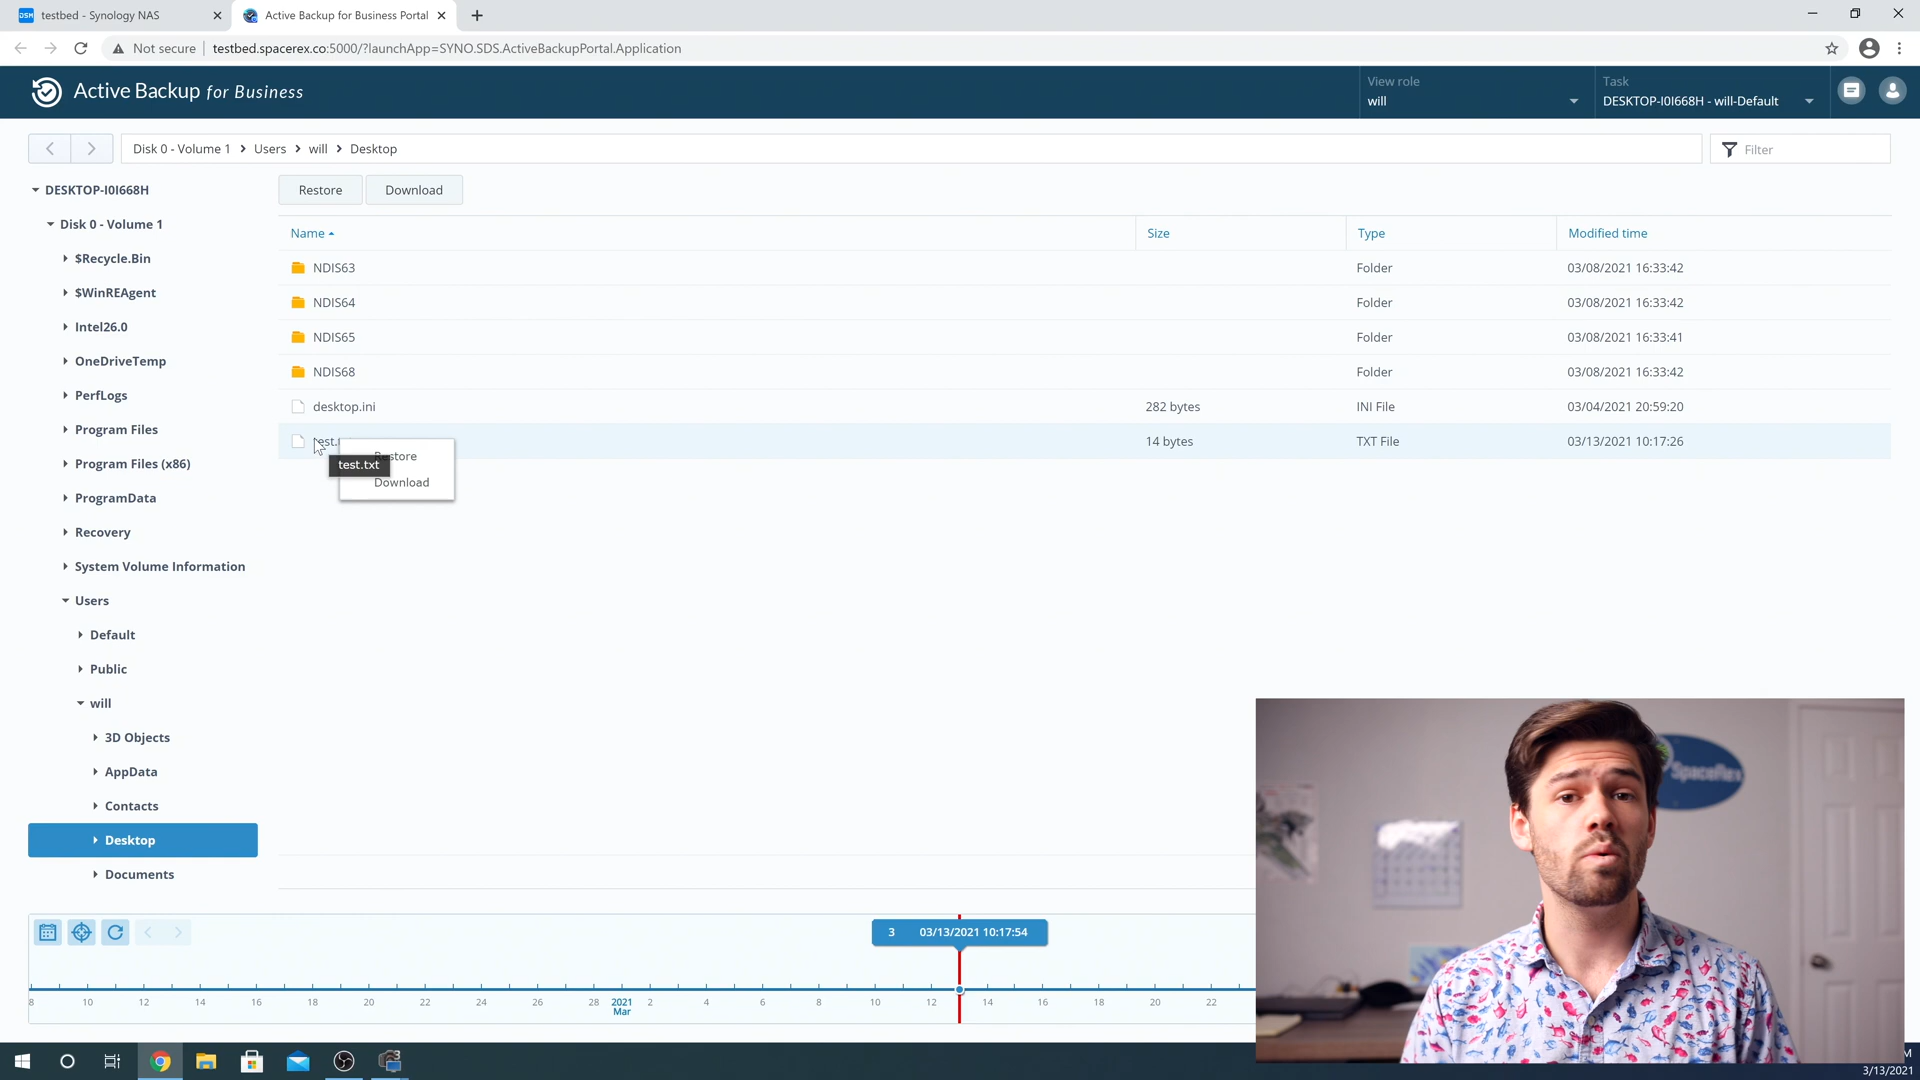 testbed - Synology NAS
Active Backup for Business Portal
Not secure
testbed.spacerex.co:5000/?launchApp=SYNO.SDS.ActiveBackupPortal.Application
Active Backup for Business
View role
will
Task
DESKTOP-I0I668H - will-Default
Disk 0 - Volume 1 > Users > will > Desktop
Filter
DESKTOP-I0I668H
Disk 0 - Volume 1
$Recycle.Bin
$WinREAgent
Intel26.0
OneDriveTemp
PerfLogs
Program Files
Program Files (x86)
ProgramData
Recovery
System Volume Information
Users
Default
Public
will
3D Objects
AppData
Contacts
Desktop
Documents
Restore Download
Name Size Type Modified time
NDIS63 Folder 03/08/2021 16:33:42
NDIS64 Folder 03/08/2021 16:33:42
NDIS65 Folder 03/08/2021 16:33:41
NDIS68 Folder 03/08/2021 16:33:42
desktop.ini 282 bytes INI File 03/04/2021 20:59:20
test. 14 bytes TXT File 03/13/2021 10:17:26
estore
test.txt
Download
SpaceRex
3 03/13/2021 10:17:54
8 10 12 14 16 18 20 22 24 26 28 2021 2 4 6 8 10 12 14 16 18 20 22
Mar
3
M
3/13/2021